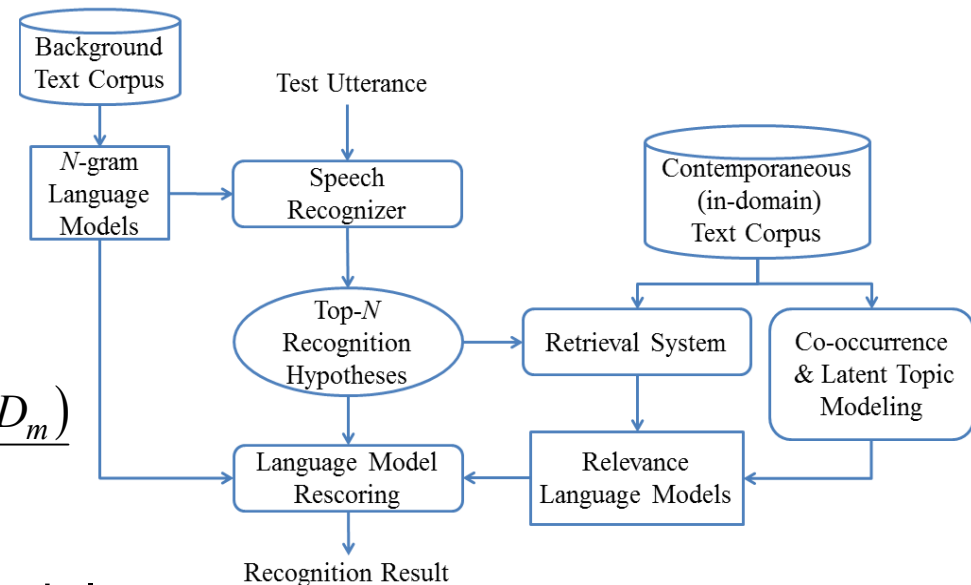 Background
Text Corpus
Test Utterance
N-gram
Language
Models
Speech
Recognizer
Contemporaneous
(in-domain)
Text Corpus
Top-N
Recognition
Hypotheses
Retrieval System
Co-occurrence
& Latent Topic
Modeling
D_m)
Language Model
Rescoring
Relevance
Language Models
Recognition Result